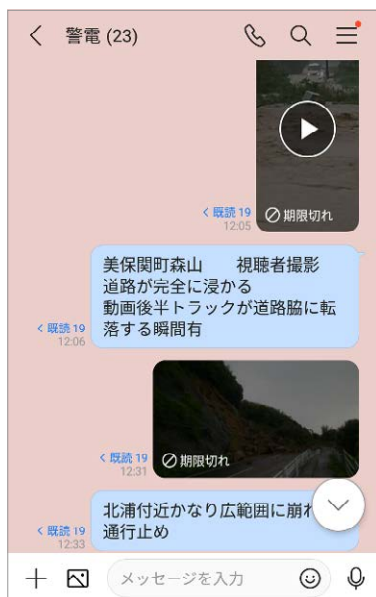 警電 (23)
既読 19
12:05
期限切れ
美保関町森山　　視聴者撮影
道路が完全に浸かる
動画後半トラックが道路脇に転
落する瞬間有
既読 19
12:06
既読 19
12:31
期限切れ
北浦付近かなり広範囲に崩れ
通行止め
既読 19
12:33
メッセージを入力